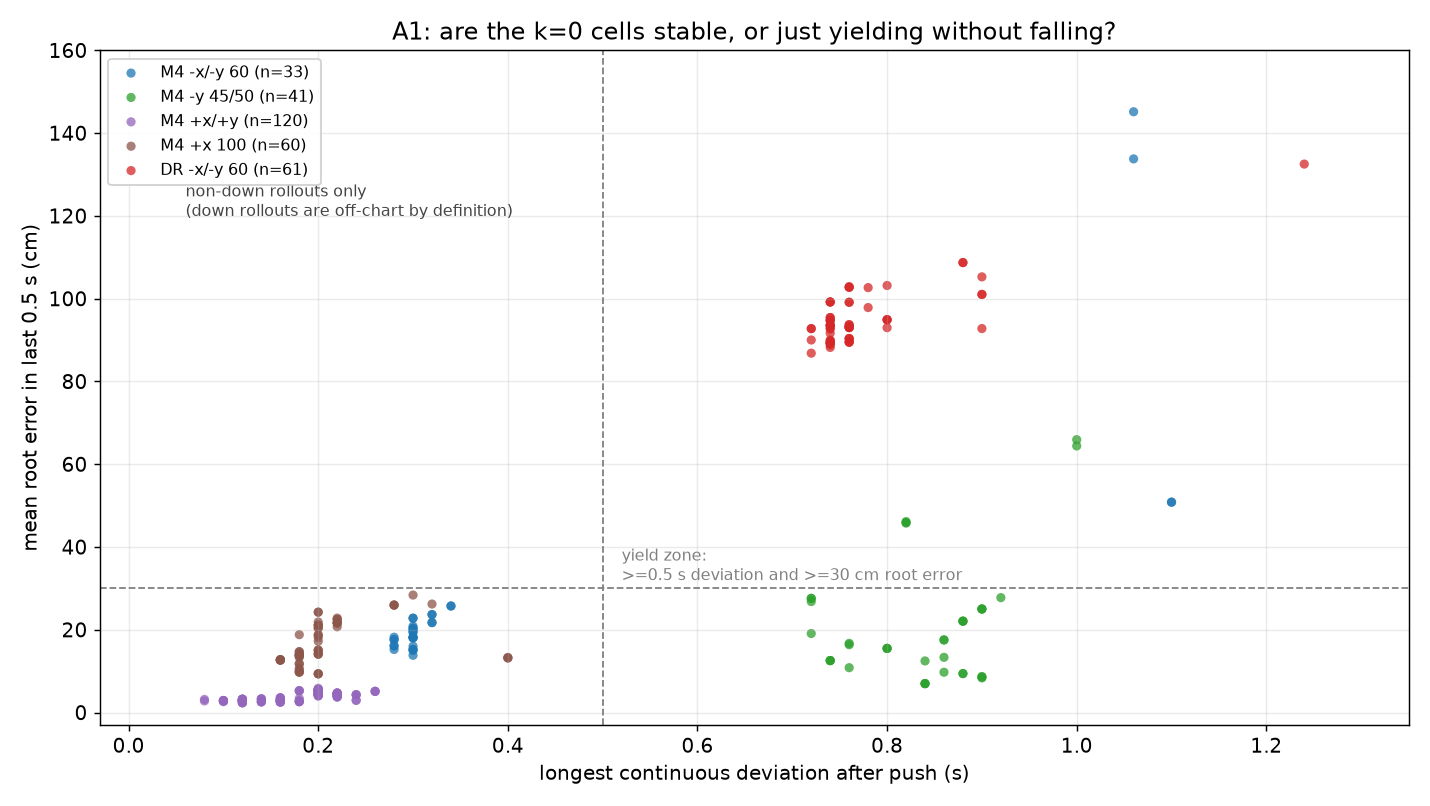 A1: are the k=0 cells stable, or just yielding without falling?
mean root error in last 0.5 s (cm)
160
140
120
100
80
60
40
20
0
M4 -x/-y 60 (n=33)
M4 -y 45/50 (n=41)
M4 +x/+y (n=120)
M4 +x 100 (n=60)
DR -x/-y 60 (n=61)
non-down rollouts only
(down rollouts are off-chart by definition)
yield zone:
>=0.5 s deviation and >=30 cm root error
0.0
0.2
0.4
0.6
0.8
1.0
1.2
longest continuous deviation after push (s)